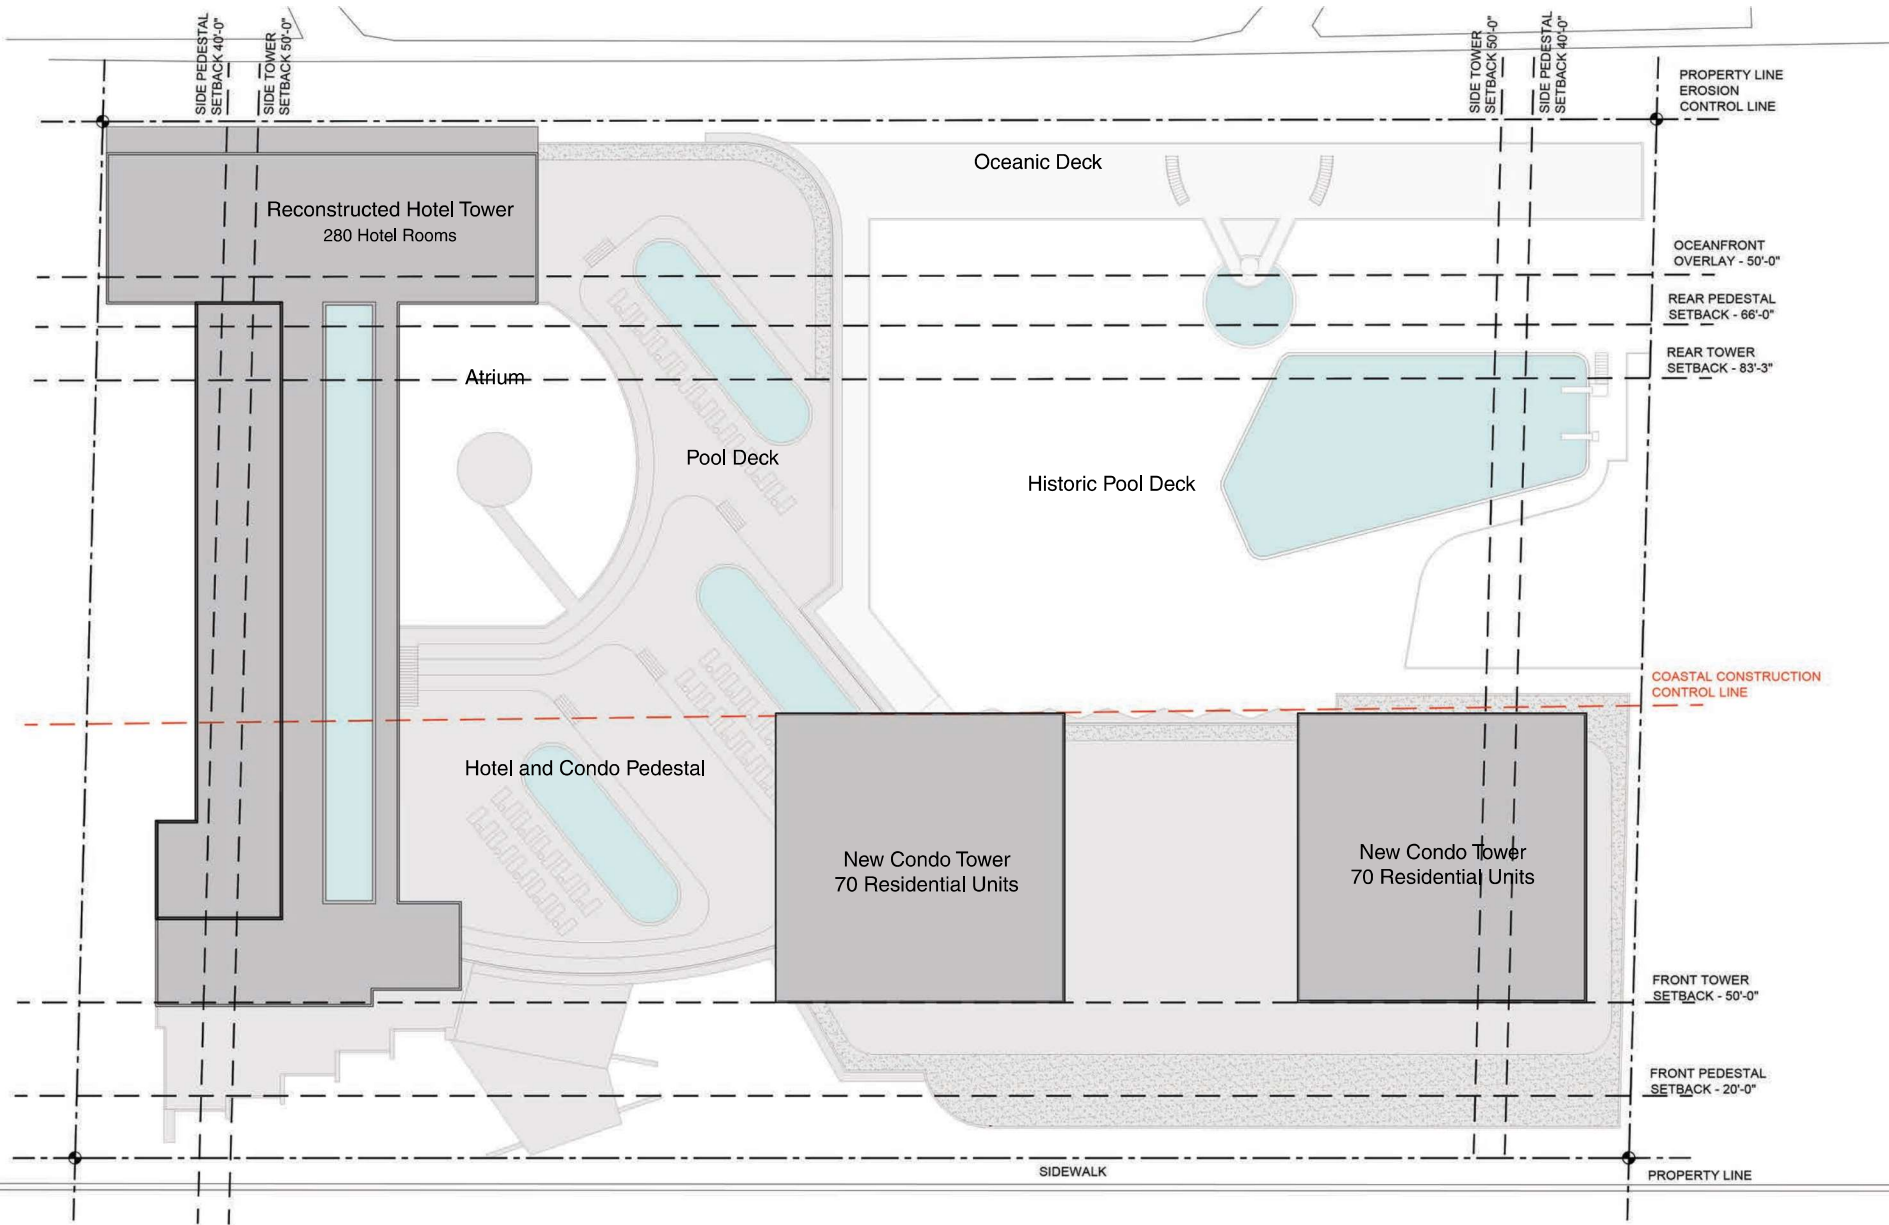 SIDE PEDESTAL
SETBACK 40'-0"
SIDE TOWER
SETBACK 50'-0"
SIDE TOWER
SETBACK 50'-0"
SIDE PEDESTAL
SETBACK 40'-0"
PROPERTY LINE
EROSION
CONTROL LINE
Oceanic Deck
Reconstructed Hotel Tower
280 Hotel Rooms
OCEANFRONT
OVERLAY - 50'-0"
REAR PEDESTAL
SETBACK - 66'-0"
REAR TOWER
SETBACK - 83'-3"
Atrium
Pool Deck
Historic Pool Deck
COASTAL CONSTRUCTION
CONTROL LINE
Hotel and Condo Pedestal
New Condo Tower
70 Residential Units
New Condo Tower
70 Residential Units
FRONT TOWER
SETBACK - 50'-0"
FRONT PEDESTAL
SETBACK - 20'-0"
SIDEWALK
PROPERTY LINE